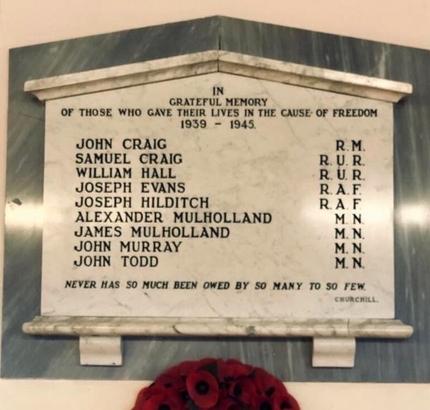 IN
GRATEFUL MEMORY
OF THOSE WHO GAVE THEIR LIVES IN THE CAUSE OF FREEDOM
1939 - 1945.
JOHN CRAIG R.M.
SAMUEL CRAIG R.U.R.
WILLIAM HALL R.U.R.
JOSEPH EVANS R.A.F.
JOSEPH HILDITCH R.A.F
ALEXANDER MULHOLLAND M.N.
JAMES MULHOLLAND M.N.
JOHN MURRAY M.N.
JOHN TODD M.N.
NEVER HAS SO MUCH BEEN OWED BY SO MANY TO SO FEW.
CHURCHILL.